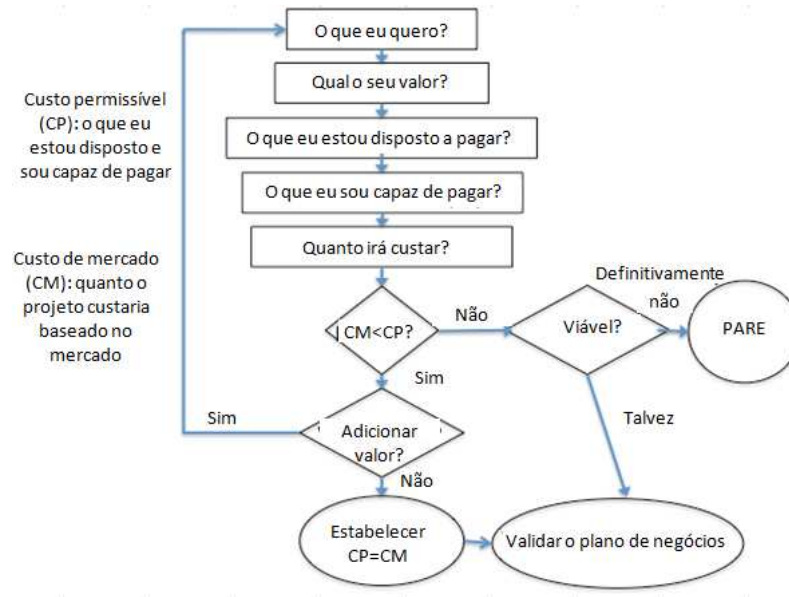 O que eu quero?
Qual o seu valor?
Custo permissível
(CP): o que eu
estou disposto e
sou capaz de pagar
O que eu estou disposto a pagar?
O que eu sou capaz de pagar?
Quanto irá custar?
Custo de mercado
(CM): quanto o
projeto custaria
baseado no
mercado
CM<CP?
Não
Viável?
Definitivamente
não
PARE
Sim
Sim
Adicionar
valor?
Talvez
Não
Estabelecer
CP=CM
Validar o plano de negócios